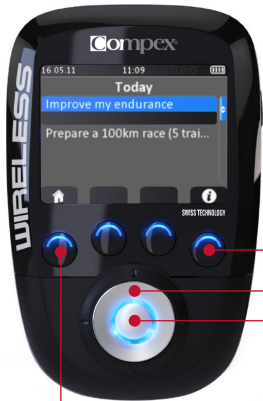 Compex
16.05.11 11:09
Today
Improve my endurance
Prepare a 100km race (5 trai...
i
SWISS TECHNOLOGY
WIRELESS